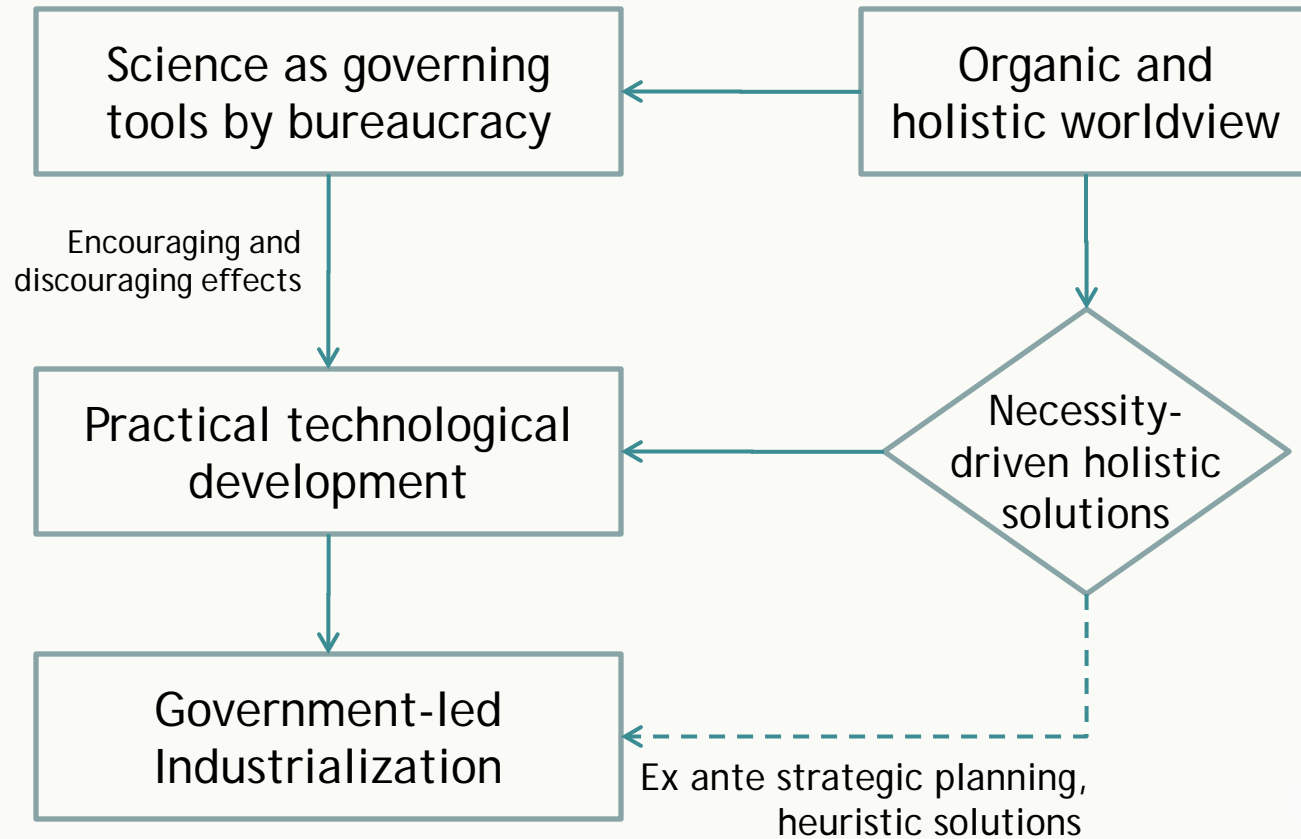 Science as governing
tools by bureaucracy
Organic and
holistic worldview
Encouraging and
discouraging effects
Practical technological
development
Necessity-
driven holistic
solutions
Government-led
Industrialization
Ex ante strategic planning,
heuristic solutions